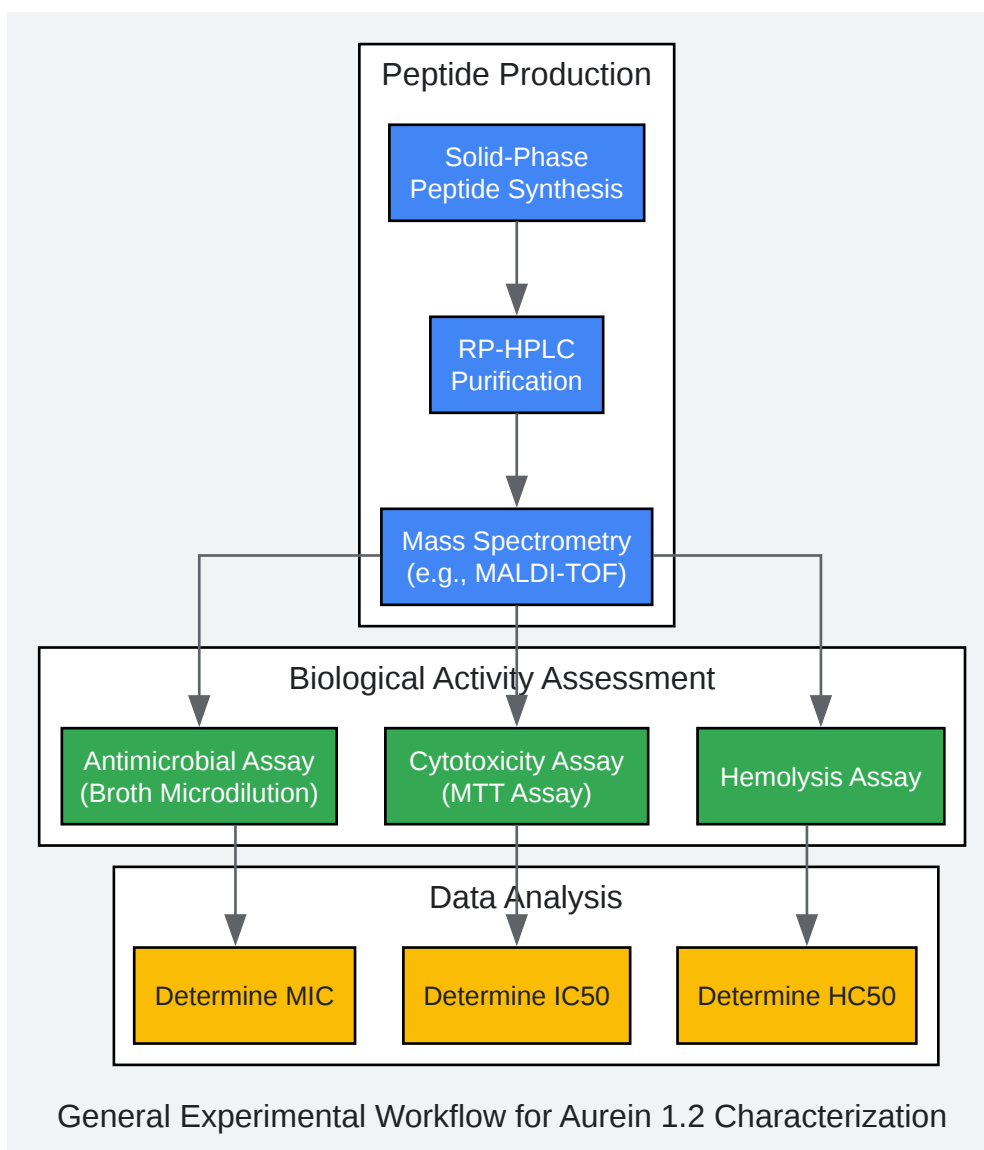 Peptide Production
Solid-Phase
Peptide Synthesis
RP-HPLC
Purification
Mass Spectrometry
(e.g., MALDI-TOF)
Biological Activity Assessment
Antimicrobial Assay
(Broth Microdilution)
Cytotoxicity Assay
(MTT Assay)
Hemolysis Assay
Data Analysis
Determine MIC
Determine IC50
Determine HC50
General Experimental Workflow for Aurein 1.2 Characterization